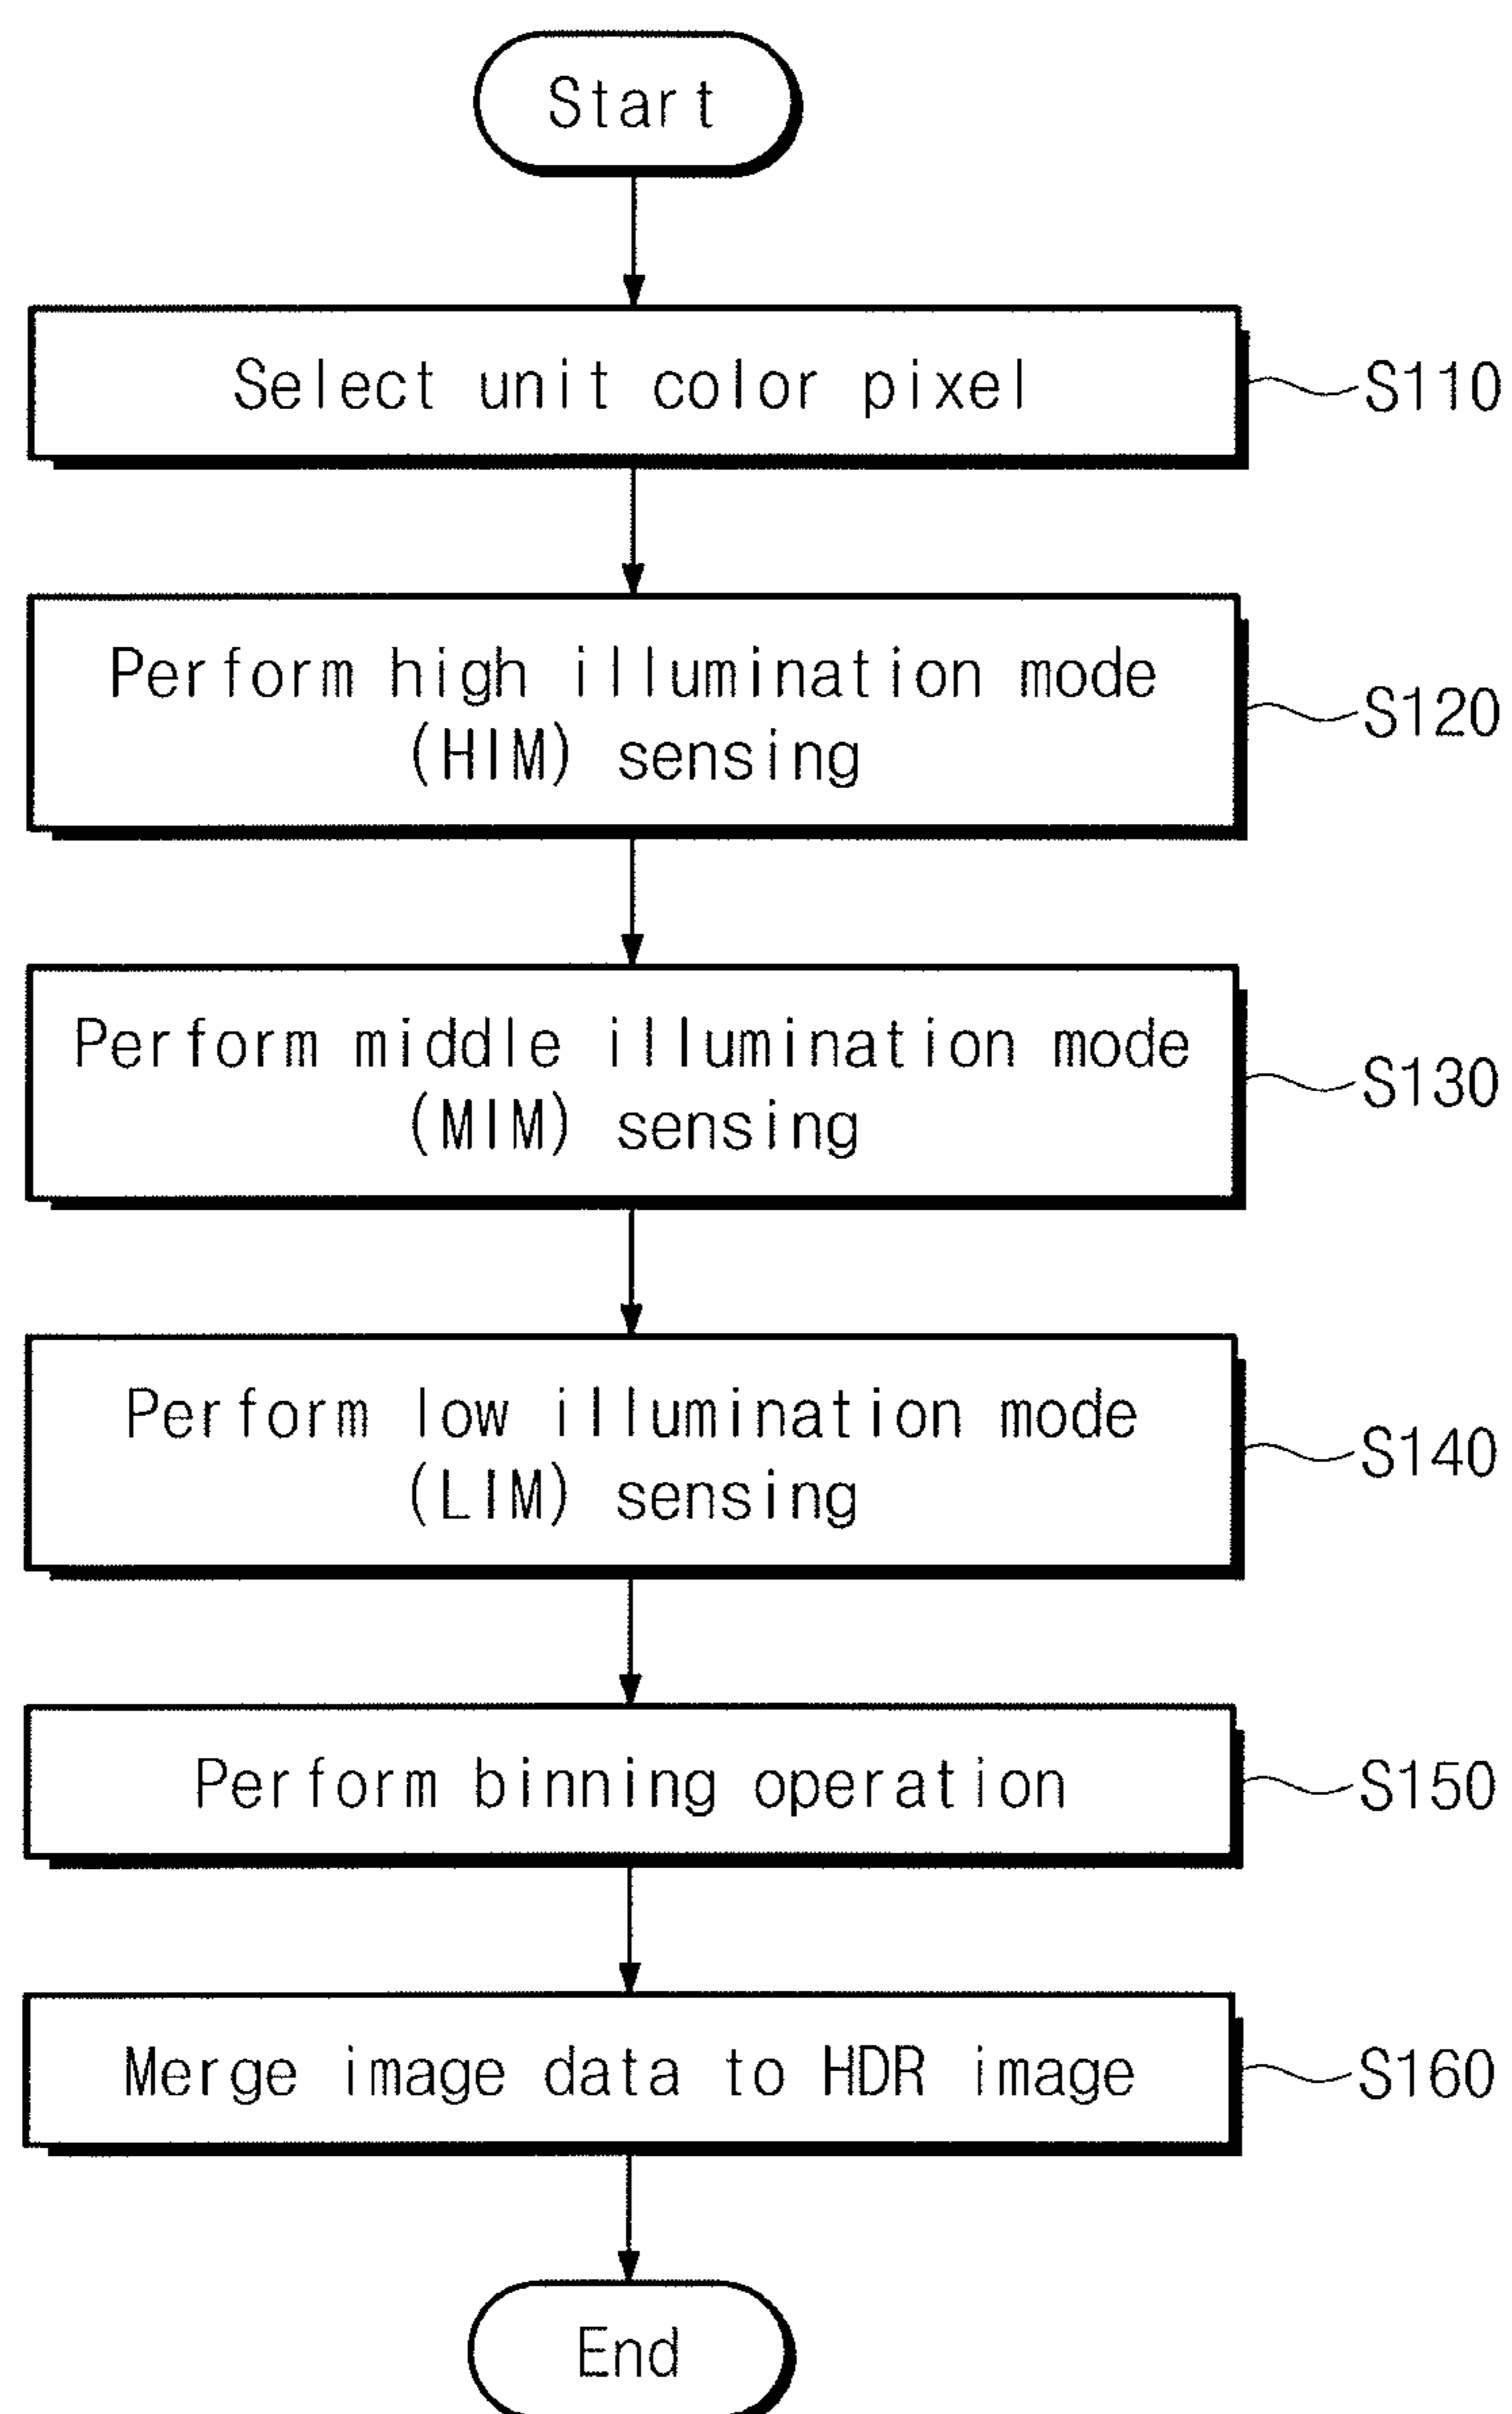 Start
Select unit color pixel
S110
Perform high illumination mode
(HIM) sensing
S120
Perform middle illumination mode
(MIM) sensing
S130
Perform low illumination mode
(LIM) sensing
S140
Perform binning operation
S150
Merge image data to HDR image
S160
End